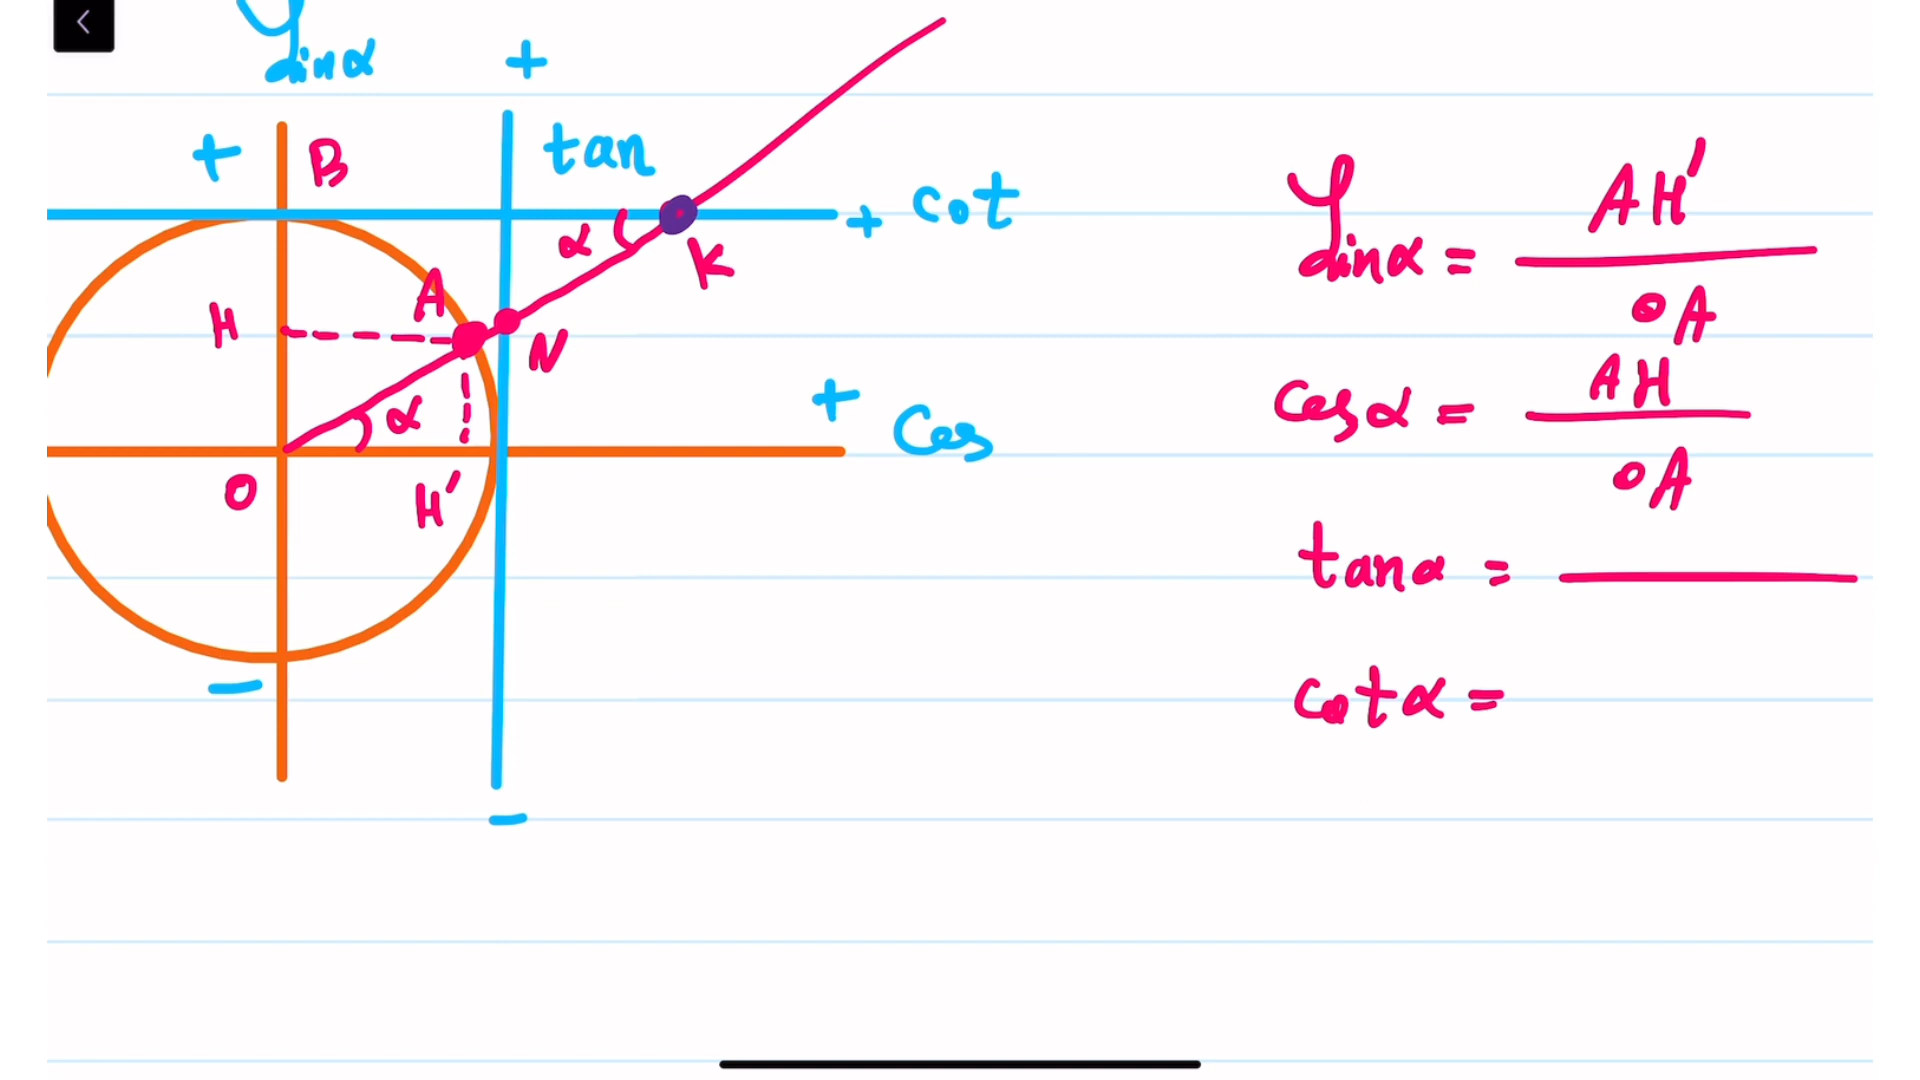 sinα
+
+ B
tan
+ cot
α
K
H
A
N
α
+ cos
O
H'
−
−
sinα = AH' / OA
cosα = AH / OA
tanα =
cotα =